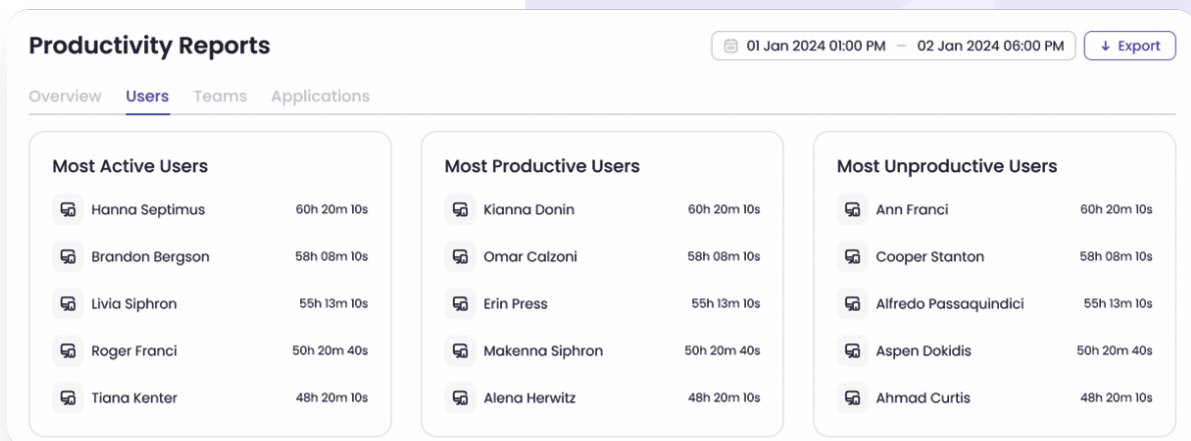 Productivity Reports
01 Jan 2024 01:00 PM – 02 Jan 2024 06:00 PM
Export
Overview Users Teams Applications
Most Active Users
Hanna Septimus 60h 20m 10s
Brandon Bergson 58h 08m 10s
Livia Siphron 55h 13m 10s
Roger Franci 50h 20m 40s
Tiana Kenter 48h 20m 10s
Most Productive Users
Kianna Donin 60h 20m 10s
Omar Calzoni 58h 08m 10s
Erin Press 55h 13m 10s
Makenna Siphron 50h 20m 40s
Alena Herwitz 48h 20m 10s
Most Unproductive Users
Ann Franci 60h 20m 10s
Cooper Stanton 58h 08m 10s
Alfredo Passaquindici 55h 13m 10s
Aspen Dokidis 50h 20m 40s
Ahmad Curtis 48h 20m 10s